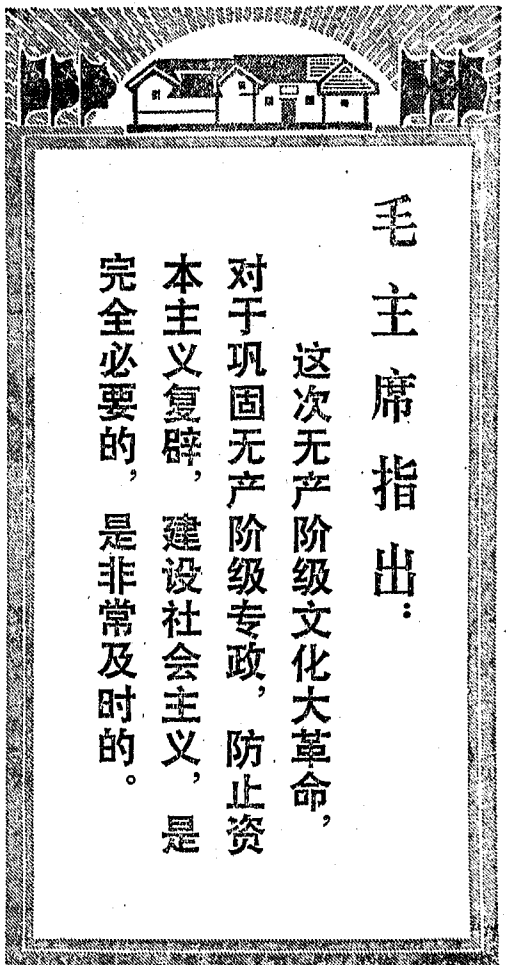 毛主席指出：
这次无产阶级文化大革命，
对于巩固无产阶级专政，防止资
本主义复辟，建设社会主义，是
完全必要的，是非常及时的。